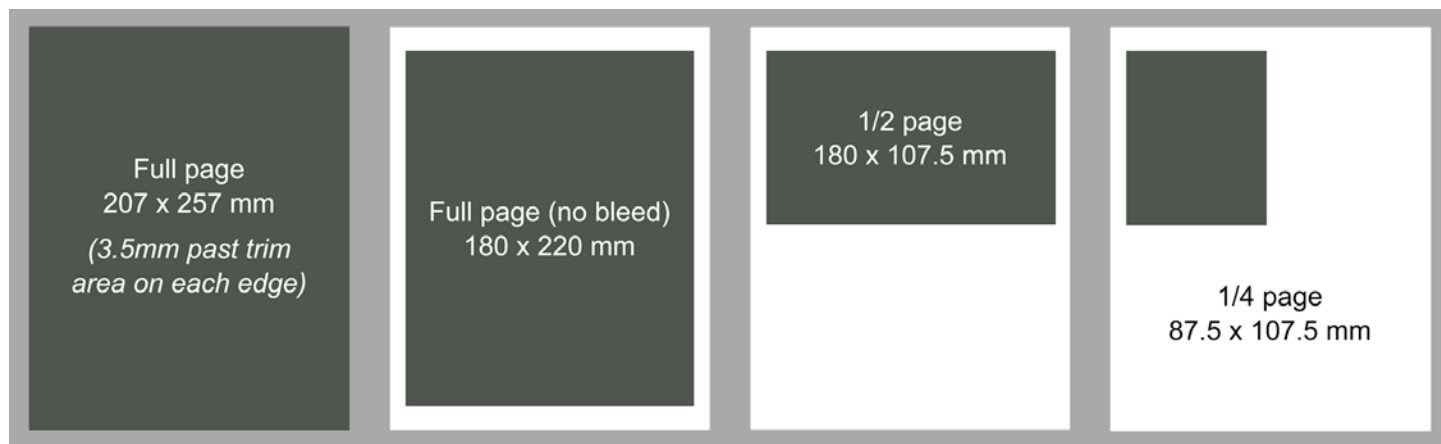 Full page
207 x 257 mm
(3.5mm past trim
area on each edge)
Full page (no bleed)
180 x 220 mm
1/2 page
180 x 107.5 mm
1/4 page
87.5 x 107.5 mm